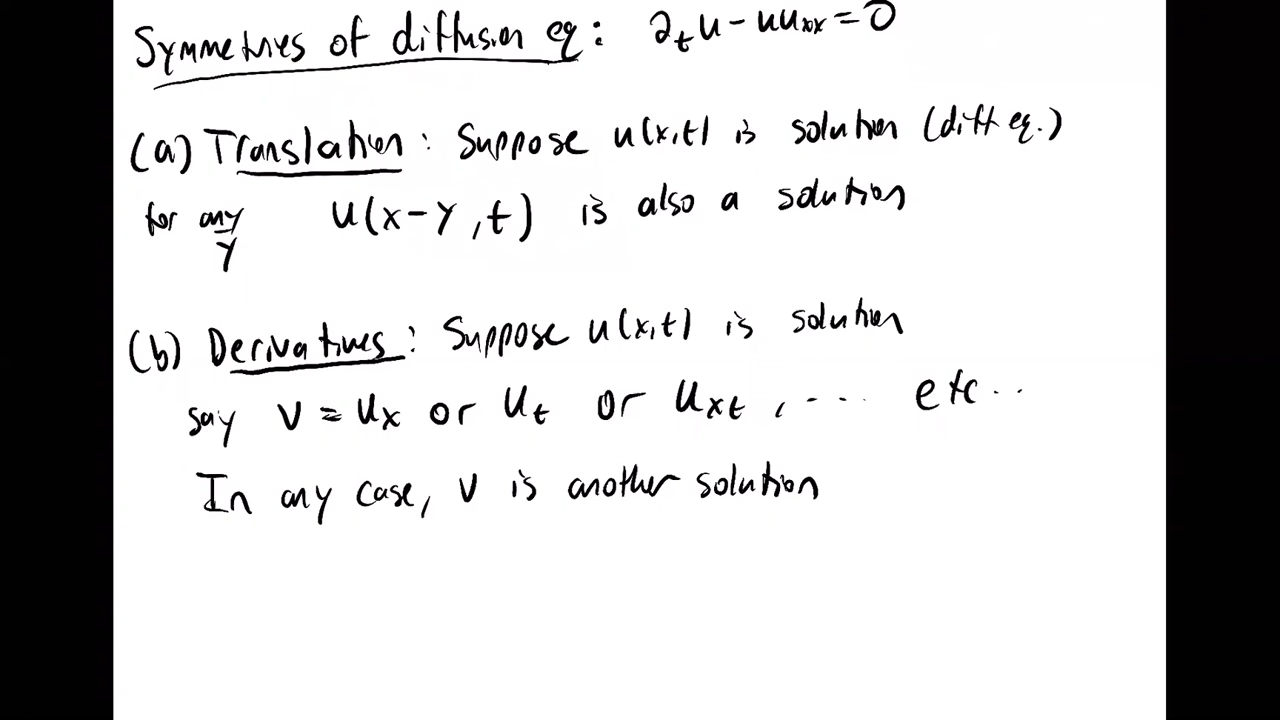 Symmetries of diffusion eq: ∂ₜu - uuₓₓ = 0
(a) Translation: Suppose u(x,t) is solution (diff eq.)
for any y u(x-y,t) is also a solution
(b) Derivatives: Suppose u(x,t) is solution
say v = uₓ or uₜ or uₓₜ, .... etc...
In any case, v is another solution